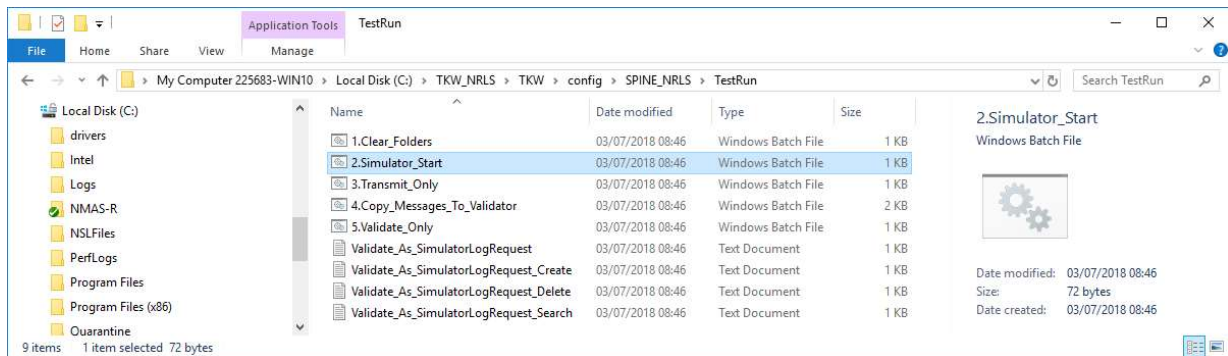 Application Tools TestRun
File Home Share View Manage
My Computer 225683-WIN10 > Local Disk (C:) > TKW_NRLS > TKW > config > SPINE_NRLS > TestRun
Search TestRun
Local Disk (C:)
drivers
Intel
Logs
NMAS-R
NSLFiles
PerfLogs
Program Files
Program Files (x86)
Quarantine
Name Date modified Type Size
1.Clear_Folders 03/07/2018 08:46 Windows Batch File 1 KB
2.Simulator_Start 03/07/2018 08:46 Windows Batch File 1 KB
3.Transmit_Only 03/07/2018 08:46 Windows Batch File 1 KB
4.Copy_Messages_To_Validator 03/07/2018 08:46 Windows Batch File 2 KB
5.Validate_Only 03/07/2018 08:46 Windows Batch File 1 KB
Validate_As_SimulatorLogRequest 03/07/2018 08:46 Text Document 1 KB
Validate_As_SimulatorLogRequest_Create 03/07/2018 08:46 Text Document 1 KB
Validate_As_SimulatorLogRequest_Delete 03/07/2018 08:46 Text Document 1 KB
Validate_As_SimulatorLogRequest_Search 03/07/2018 08:46 Text Document 1 KB
2.Simulator_Start
Windows Batch File
Date modified: 03/07/2018 08:46
Size: 72 bytes
Date created: 03/07/2018 08:46
9 items 1 item selected 72 bytes